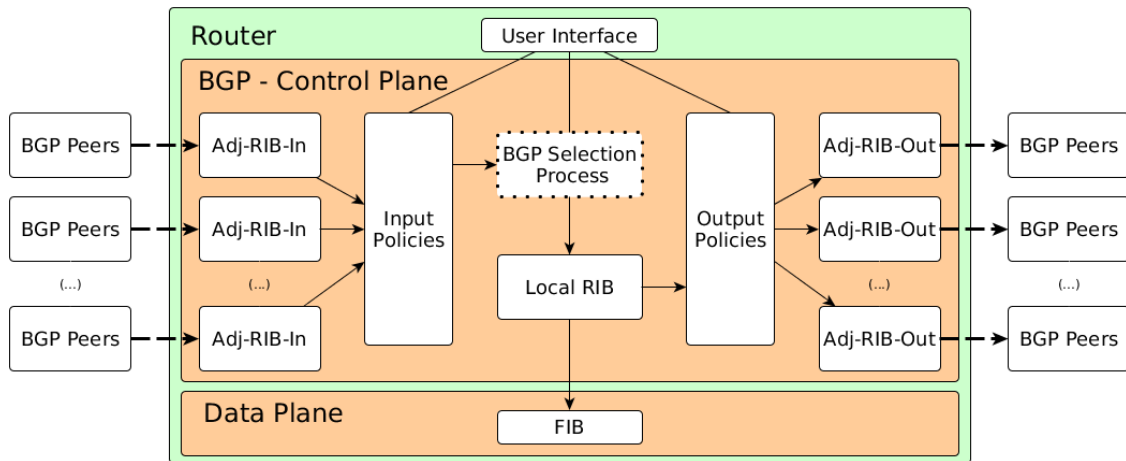 Router
User Interface
BGP - Control Plane
BGP Peers
Adj-RIB-In
BGP Selection
Process
Adj-RIB-Out
BGP Peers
BGP Peers
Adj-RIB-In
Input
Policies
Output
Policies
Adj-RIB-Out
BGP Peers
(...)
(...)
Local RIB
(...)
(...)
BGP Peers
Adj-RIB-In
Adj-RIB-Out
BGP Peers
Data Plane
FIB